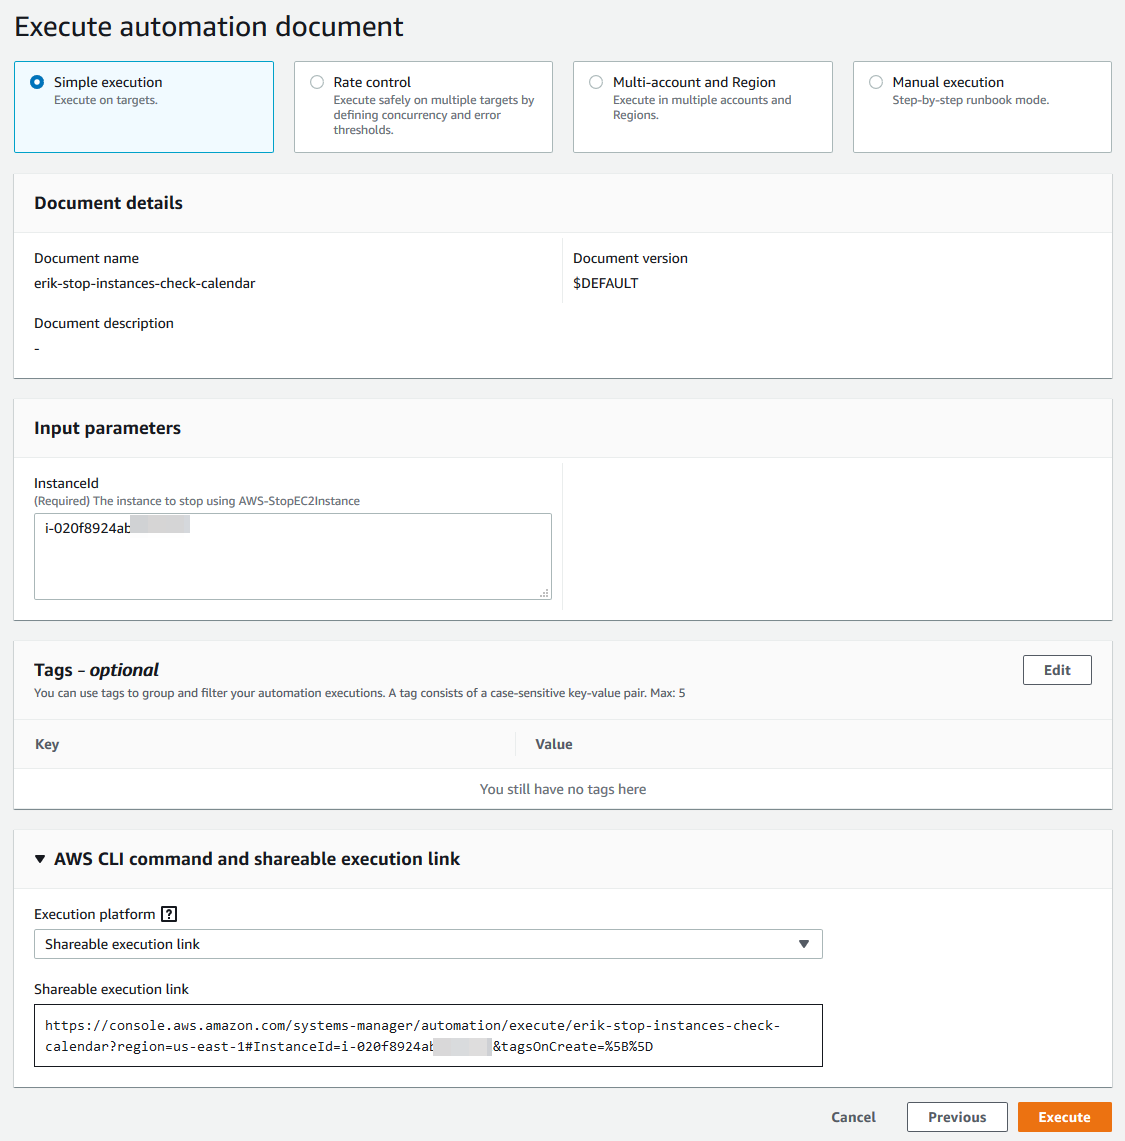 Execute automation document
Simple execution
Execute on targets.
Rate control
Execute safely on multiple targets by
defining concurrency and error
thresholds.
Multi-account and Region
Execute in multiple accounts and
Regions.
Manual execution
Step-by-step runbook mode.
Document details
Document name
erik-stop-instances-check-calendar
Document version
$DEFAULT
Document description
-
Input parameters
InstanceId
(Required) The instance to stop using AWS-StopEC2Instance
i-020f8924ab
Tags - optional
Edit
You can use tags to group and filter your automation executions. A tag consists of a case-sensitive key-value pair. Max: 5
Key Value
You still have no tags here
AWS CLI command and shareable execution link
Execution platform ?
Shareable execution link
Shareable execution link
https://console.aws.amazon.com/systems-manager/automation/execute/erik-stop-instances-check-
calendar?region=us-east-1#InstanceId=i-020f8924ab &tagsOnCreate=%5B%5D
Cancel Previous Execute